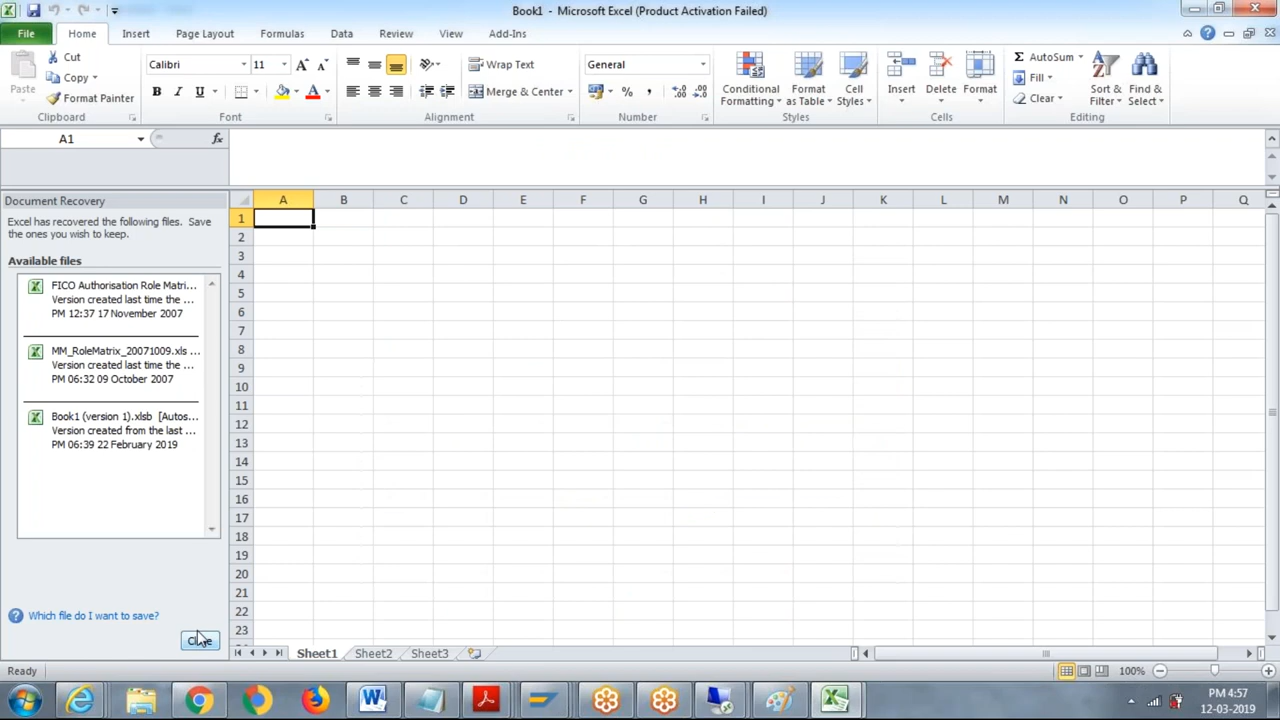 Book1 - Microsoft Excel (Product Activation Failed)
File Home Insert Page Layout Formulas Data Review View Add-Ins
Paste
Cut
Copy
Format Painter
Clipboard
Calibri 11
B I U
Font
Wrap Text
Merge & Center
Alignment
General
%
Number
Conditional Formatting
Format as Table
Cell Styles
Styles
Insert
Delete
Format
Cells
AutoSum
Fill
Clear
Sort & Filter
Find & Select
Editing
A1 fx
Document Recovery
Excel has recovered the following files. Save
the ones you wish to keep.
Available files
FICO Authorisation Role Matri...
Version created last time the ...
PM 12:37 17 November 2007
MM_RoleMatrix_20071009.xls ...
Version created last time the ...
PM 06:32 09 October 2007
Book1 (version 1).xlsb [Autos...
Version created from the last ...
PM 06:39 22 February 2019
Which file do I want to save?
Close
A B C D E F G H I J K L M N O P Q
1
2
3
4
5
6
7
8
9
10
11
12
13
14
15
16
17
18
19
20
21
22
23
Sheet1 Sheet2 Sheet3
Ready
100%
PM 4:57
12-03-2019